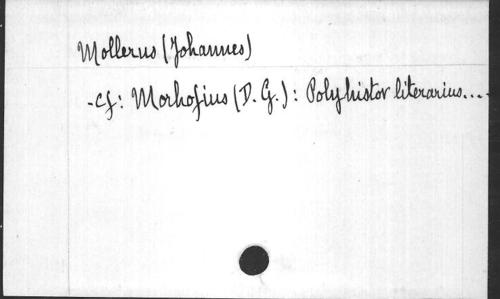 Mollerus (Johannes)
- cf: Morhofius (D. G.): Polyhistor literarius...-